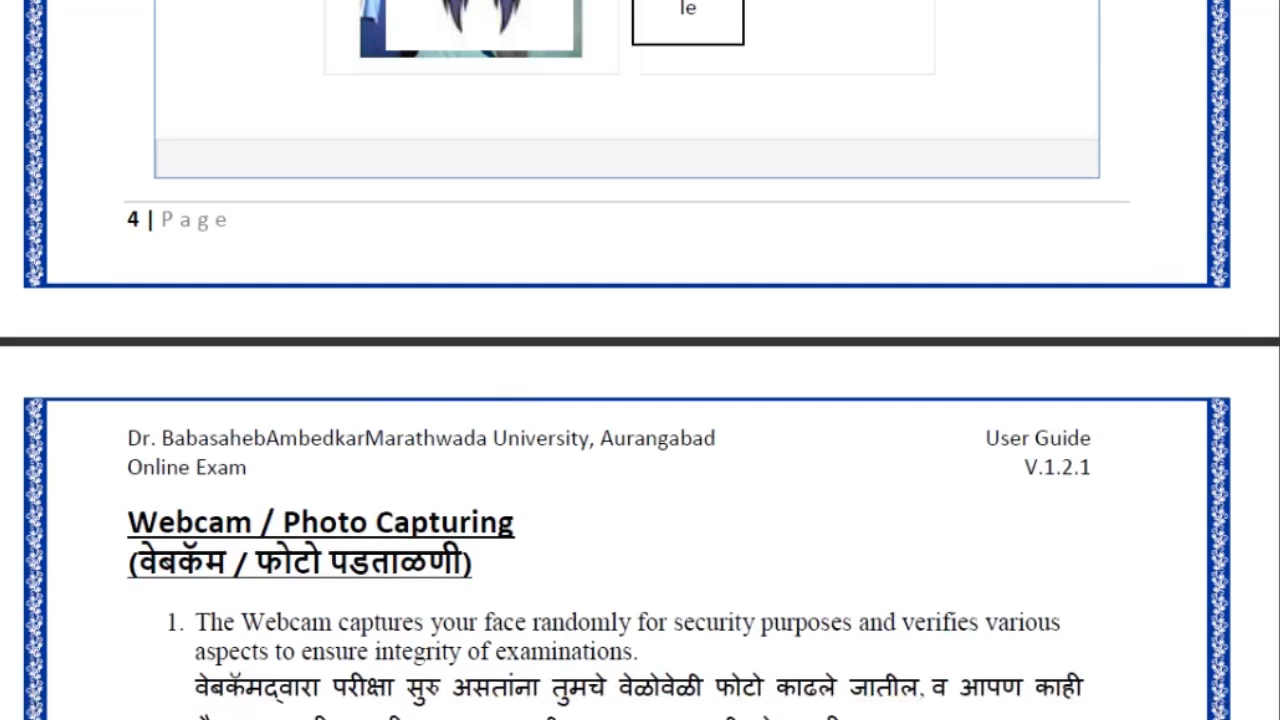 le
4 | P a g e
Dr. BabasahebAmbedkarMarathwada University, Aurangabad User Guide
Online Exam V.1.2.1
Webcam / Photo Capturing
(वेबकॅम / फोटो पडताळणी)
1. The Webcam captures your face randomly for security purposes and verifies various
aspects to ensure integrity of examinations.
वेबकॅमद्वारा परीक्षा सुरु असतांना तुमचे वेळोवेळी फोटो काढले जातील, व आपण काही